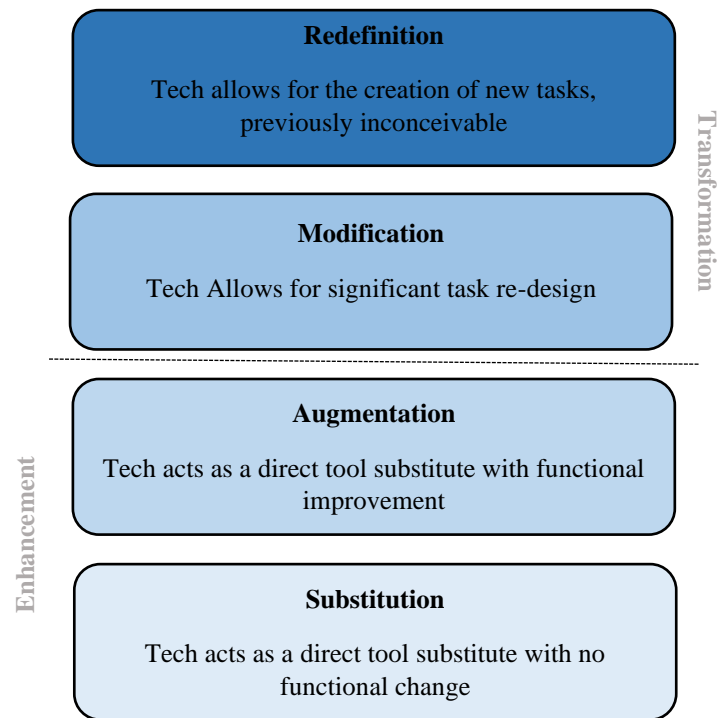 Redefinition
Tech allows for the creation of new tasks,
previously inconceivable
Transformation
Modification
Tech Allows for significant task re-design
Augmentation
Tech acts as a direct tool substitute with functional
improvement
Enhancement
Substitution
Tech acts as a direct tool substitute with no
functional change